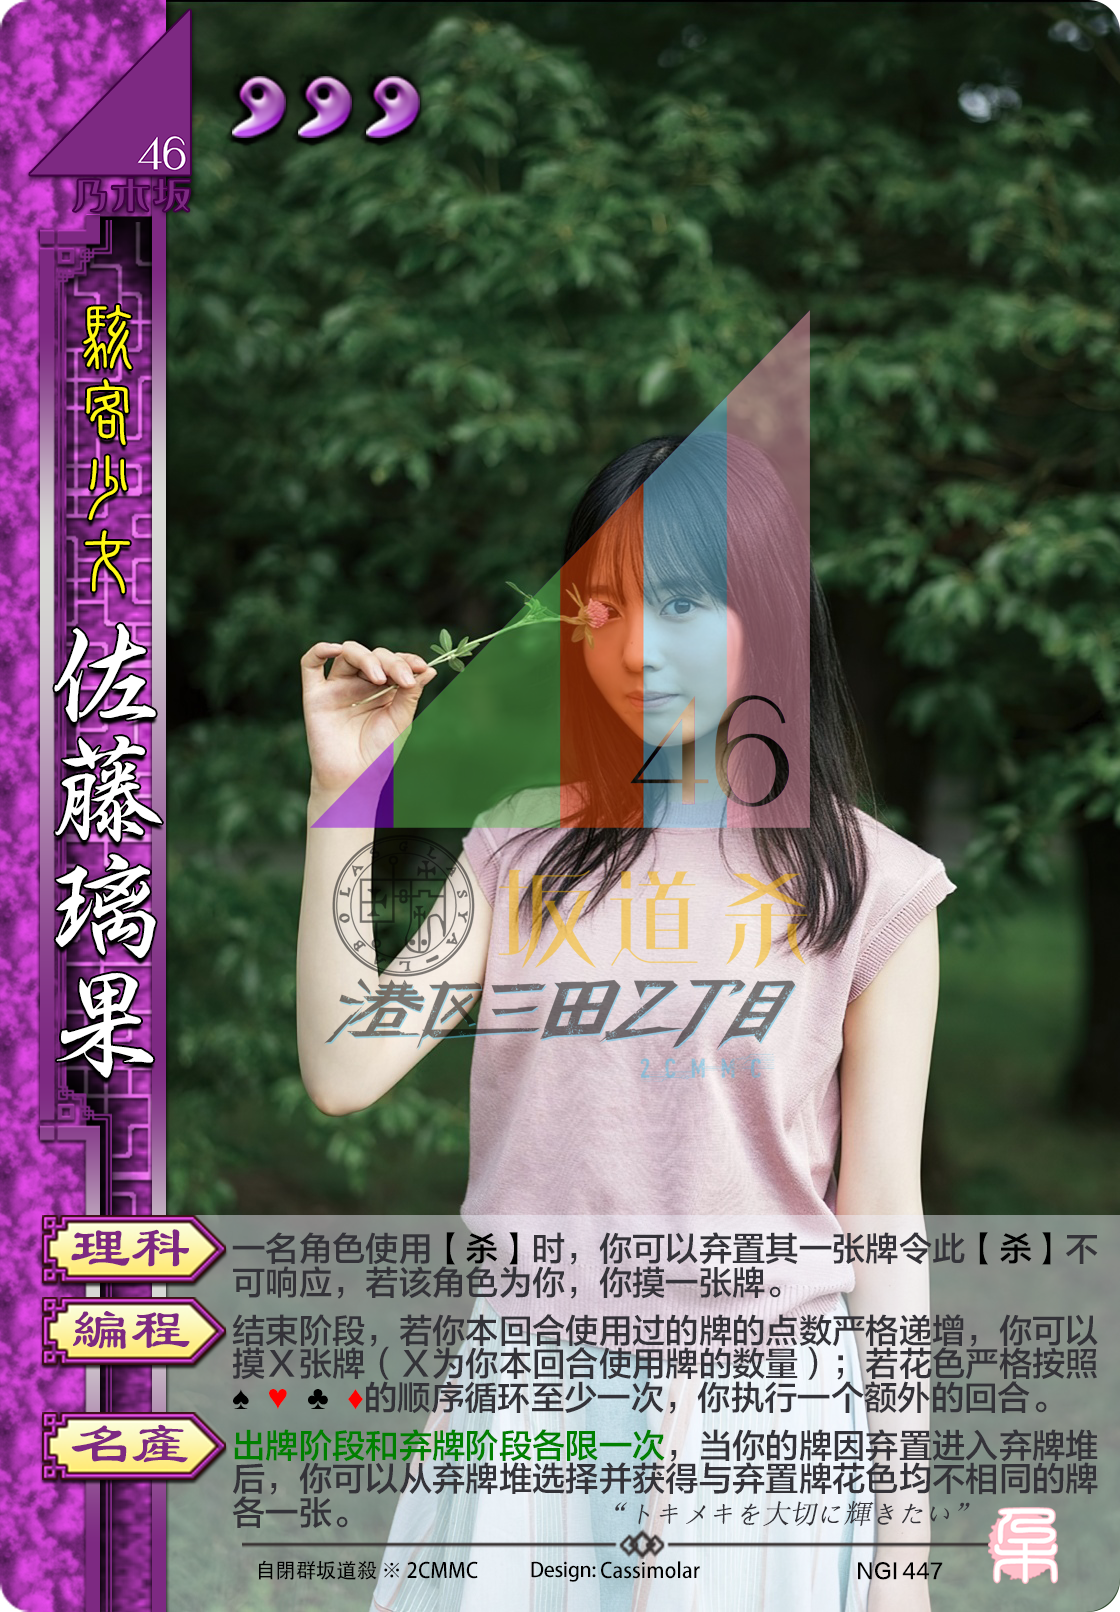 46
乃木坂
駭客少女
佐藤璃果
46
坂道杀
港区三田乙丁目
2CMMC
理科
一名角色使用【杀】时，你可以弃置其一张牌令此【杀】不
可响应，若该角色为你，你摸一张牌。
编程
结束阶段，若你本回合使用过的牌的点数严格递增，你可以
摸X张牌（X为你本回合使用牌的数量）；若花色严格按照
♠ ♥ ♣ ♦的顺序循环至少一次，你执行一个额外的回合。
名產
出牌阶段和弃牌阶段各限一次，当你的牌因弃置进入弃牌堆
后，你可以从弃牌堆选择并获得与弃置牌花色均不相同的牌
各一张。
“トキメキを大切に輝きたい”
自閉群坂道殺 ※ 2CMMC
Design: Cassimolar
NGI 447